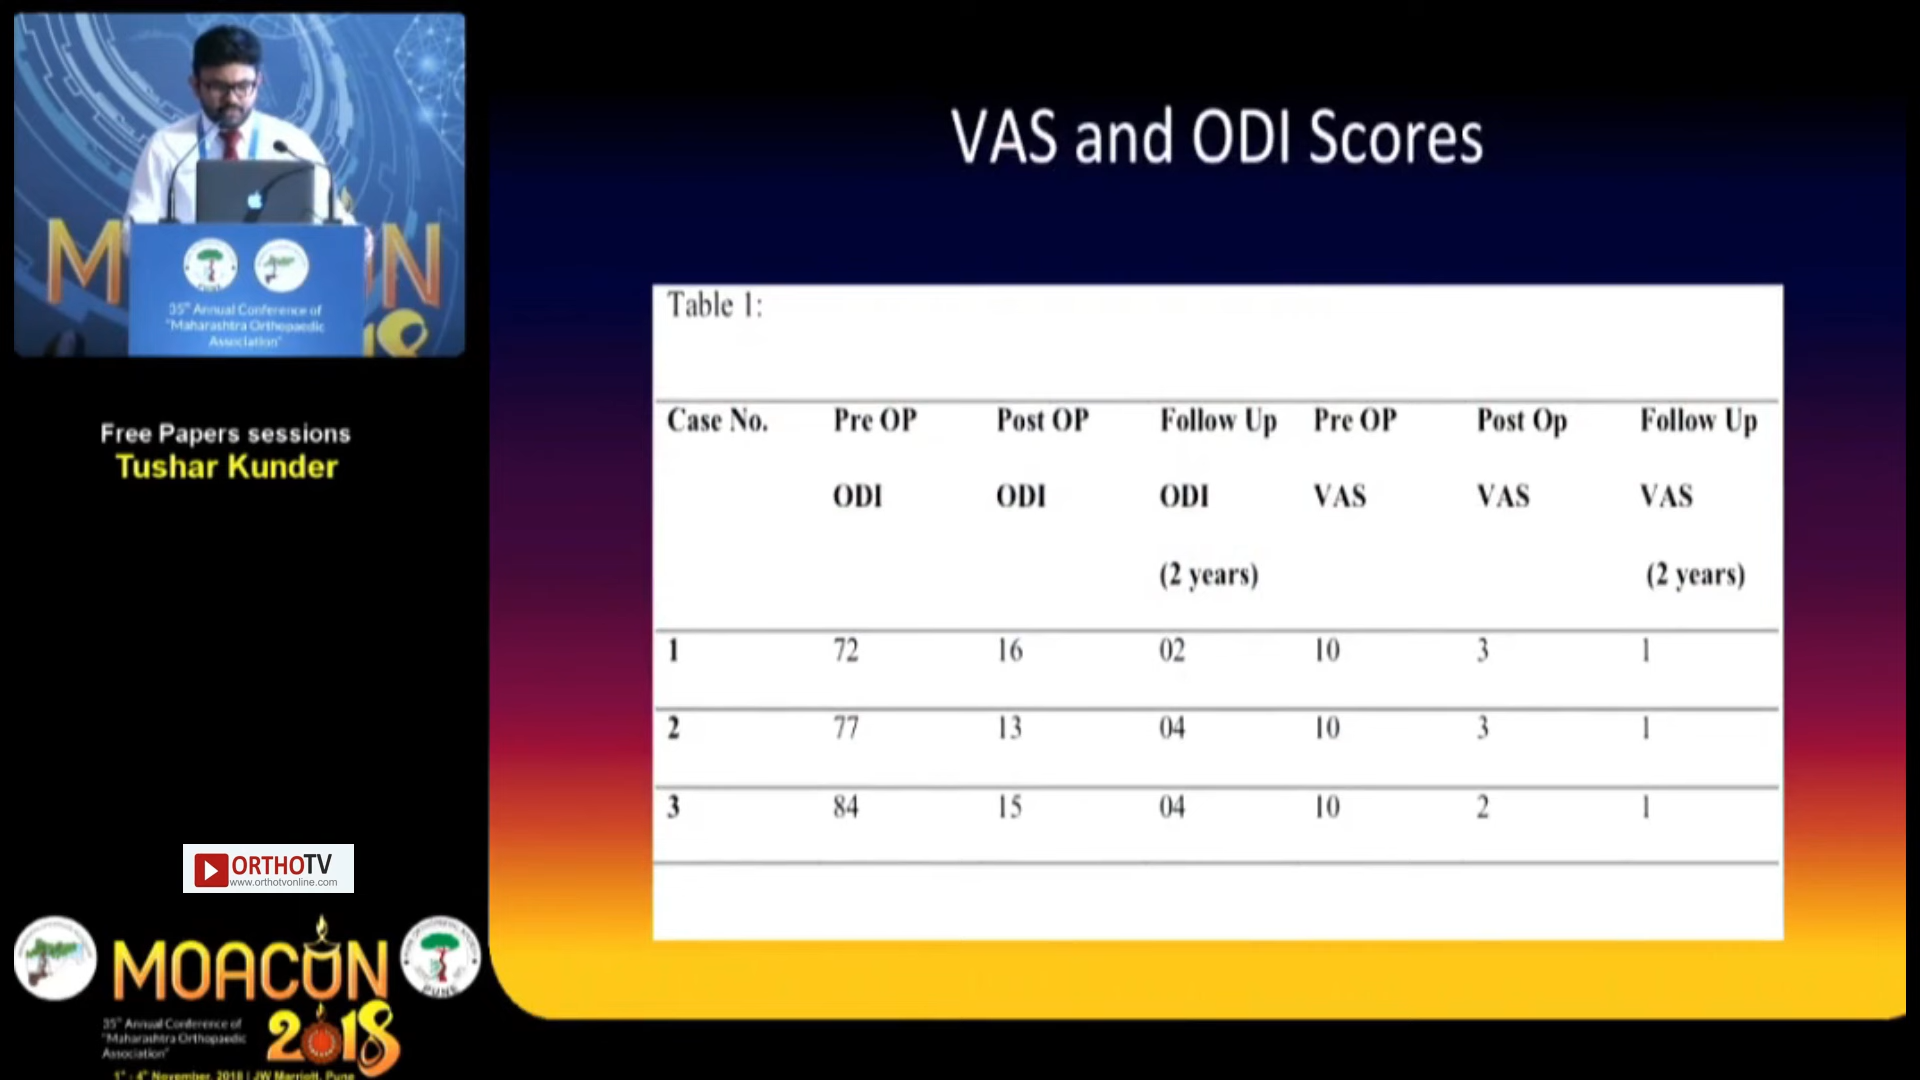 VAS and ODI Scores
Table 1:
Case No. Pre OP Post OP Follow Up Pre OP Post Op Follow Up
ODI ODI ODI VAS VAS VAS
(2 years) (2 years)
1 72 16 02 10 3 1
2 77 13 04 10 3 1
3 84 15 04 10 2 1
M N
18
35th Annual Conference of
"Maharashtra Orthopaedic
Association"
Free Papers sessions
Tushar Kunder
ORTHOTV
www.orthotvonline.com
MOACON
2018
PUNE
35th Annual Conference of
"Maharashtra Orthopaedic
Association"
1st - 4th November, 2018 | JW Marriott, Pune